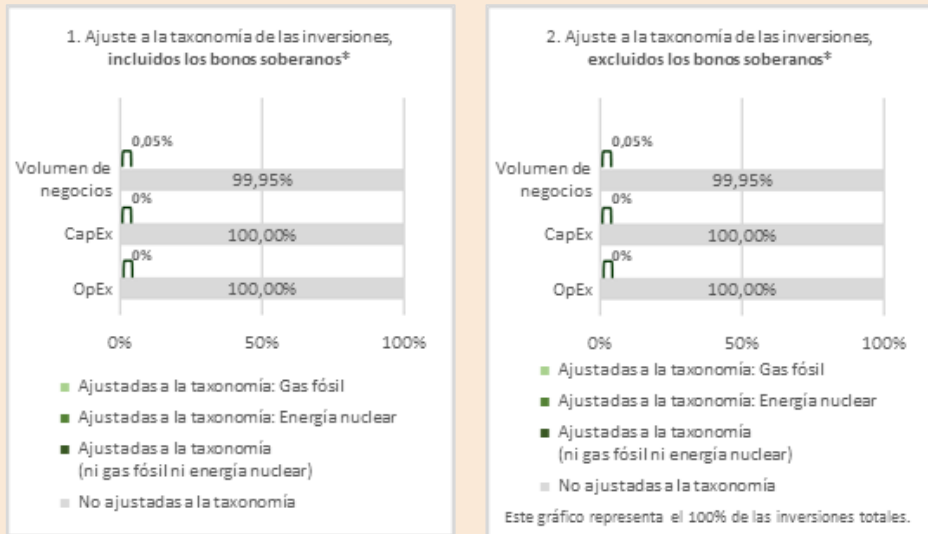 1. Ajuste a la taxonomía de las inversiones,
incluidos los bonos soberanos*
0,05%
Volumen de
negocios
99,95%
0%
CapEx
100,00%
0%
OpEx
100,00%
0%
50%
100%
Ajustadas a la taxonomía: Gas fósil
Ajustadas a la taxonomía: Energía nuclear
Ajustadas a la taxonomía
(ni gas fósil ni energía nuclear)
No ajustadas a la taxonomía
2. Ajuste a la taxonomía de las inversiones,
excluidos los bonos soberanos*
0,05%
Volumen de
negocios
99,95%
0%
CapEx
100,00%
0%
OpEx
100,00%
0%
50%
100%
Ajustadas a la taxonomía: Gas fósil
Ajustadas a la taxonomía: Energía nuclear
Ajustadas a la taxonomía
(ni gas fósil ni energía nuclear)
No ajustadas a la taxonomía
Este gráfico representa el 100% de las inversiones totales.